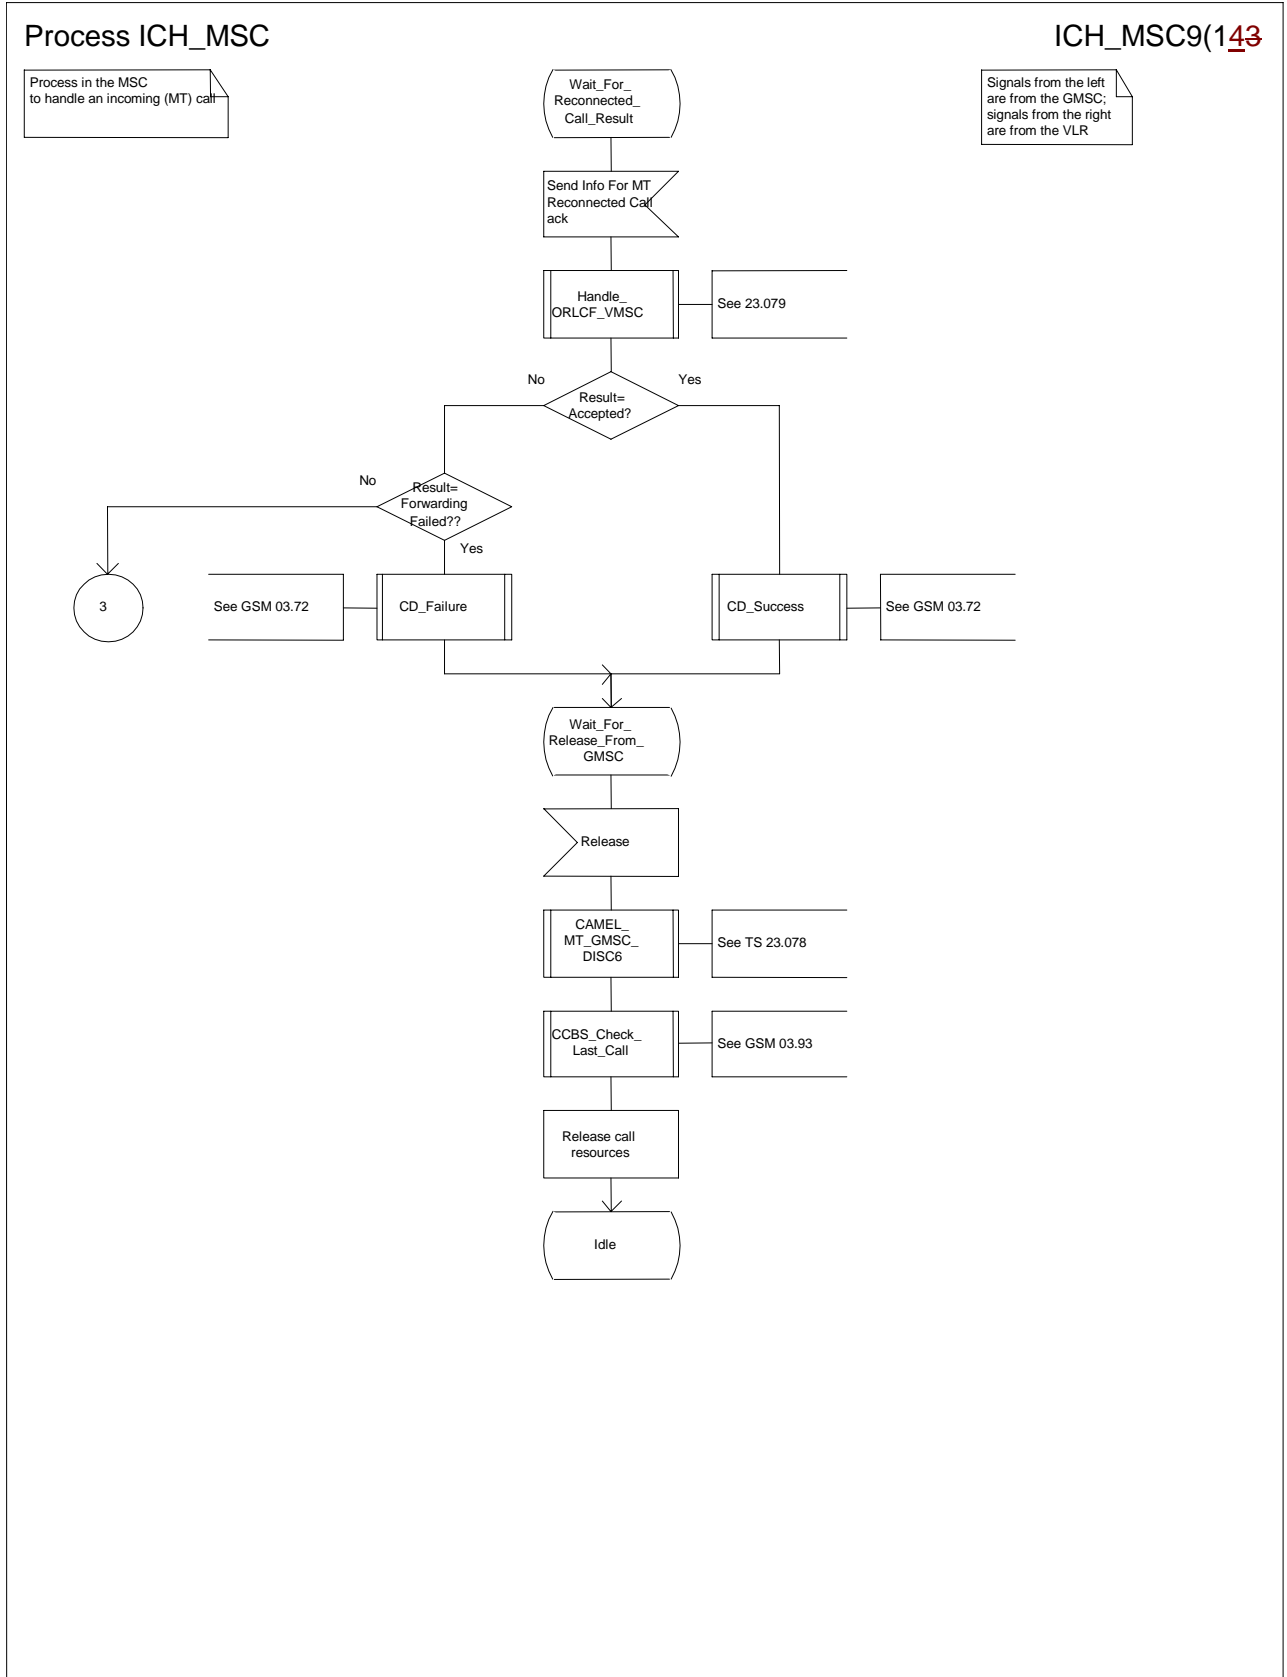 Process ICH_MSC
ICH_MSC9(143
Process in the MSC
to handle an incoming (MT) call
Wait_For_
Reconnected_
Call_Result
Signals from the left
are from the GMSC;
signals from the right
are from the VLR
Send Info For MT
Reconnected Call
ack
Handle_
ORLCF_VMSC
See 23.079
No
Yes
Result=
Accepted?
No
Result=
Forwarding
Failed??
Yes
3
See GSM 03.72
CD_Failure
CD_Success
See GSM 03.72
Wait_For_
Release_From_
GMSC
Release
CAMEL_
MT_GMSC_
DISC6
See TS 23.078
CCBS_Check_
Last_Call
See GSM 03.93
Release call
resources
Idle